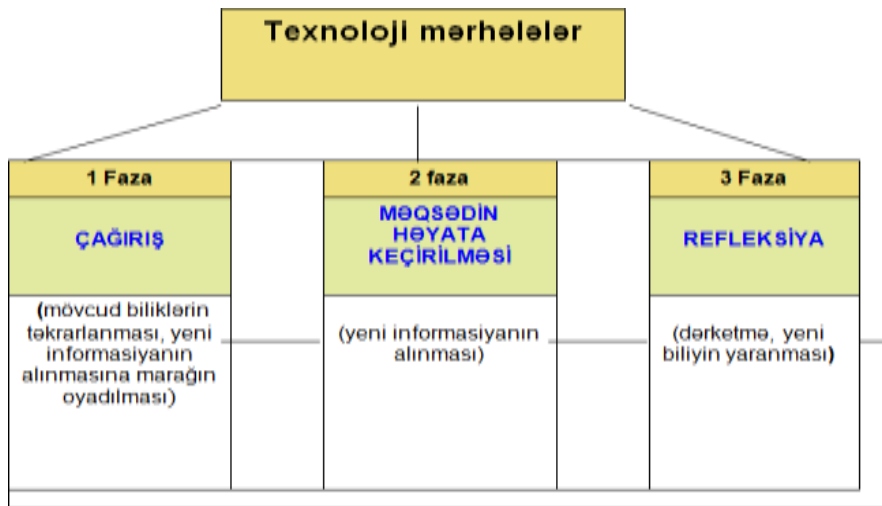 Texnoloji mərhələlər
1 Faza
ÇAĞIRIŞ
(mövcud biliklərin
təkrarlanması, yeni
informasiyanın
alınmasına marağın
oyadılması)
2 faza
MƏQSƏDİN
HƏYATA
KEÇİRİLMƏSİ
(yeni informasiyanın
alınması)
3 Faza
REFLEKSİYA
(dərketmə, yeni
biliyin yaranması)